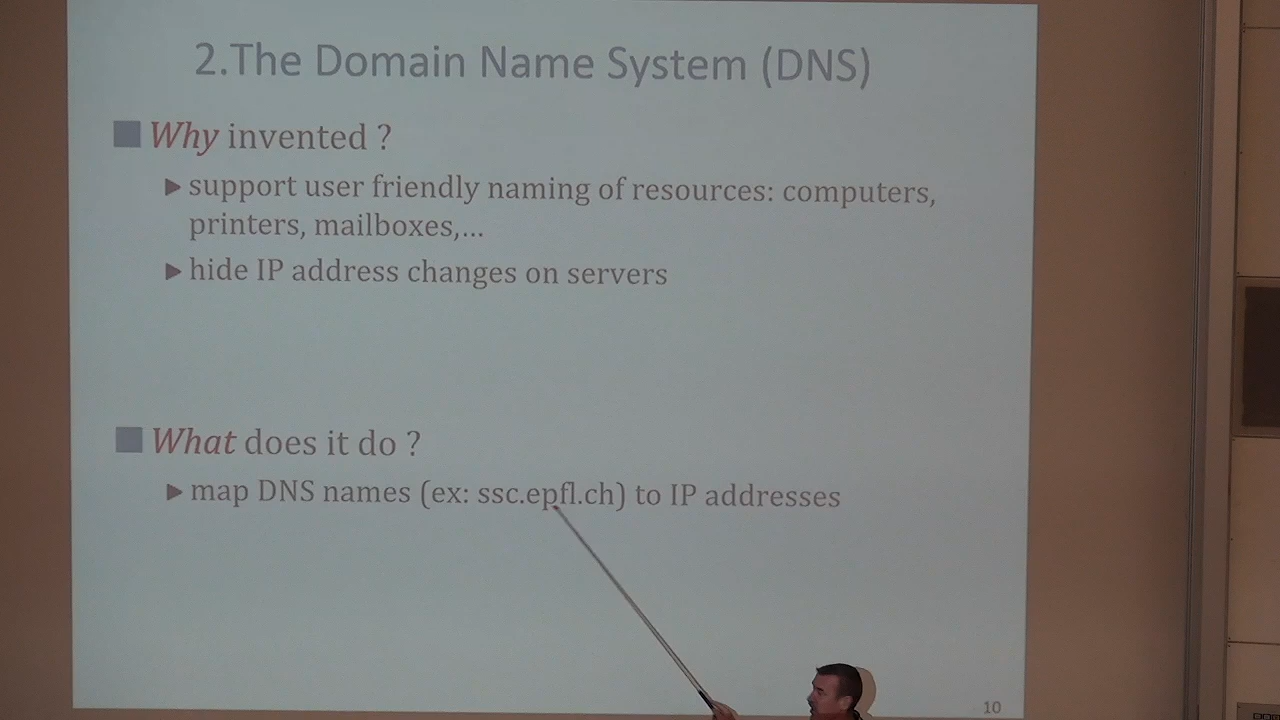 2.The Domain Name System (DNS)
Why invented ?
support user friendly naming of resources: computers,
printers, mailboxes,...
hide IP address changes on servers
What does it do ?
map DNS names (ex: ssc.epfl.ch) to IP addresses
10